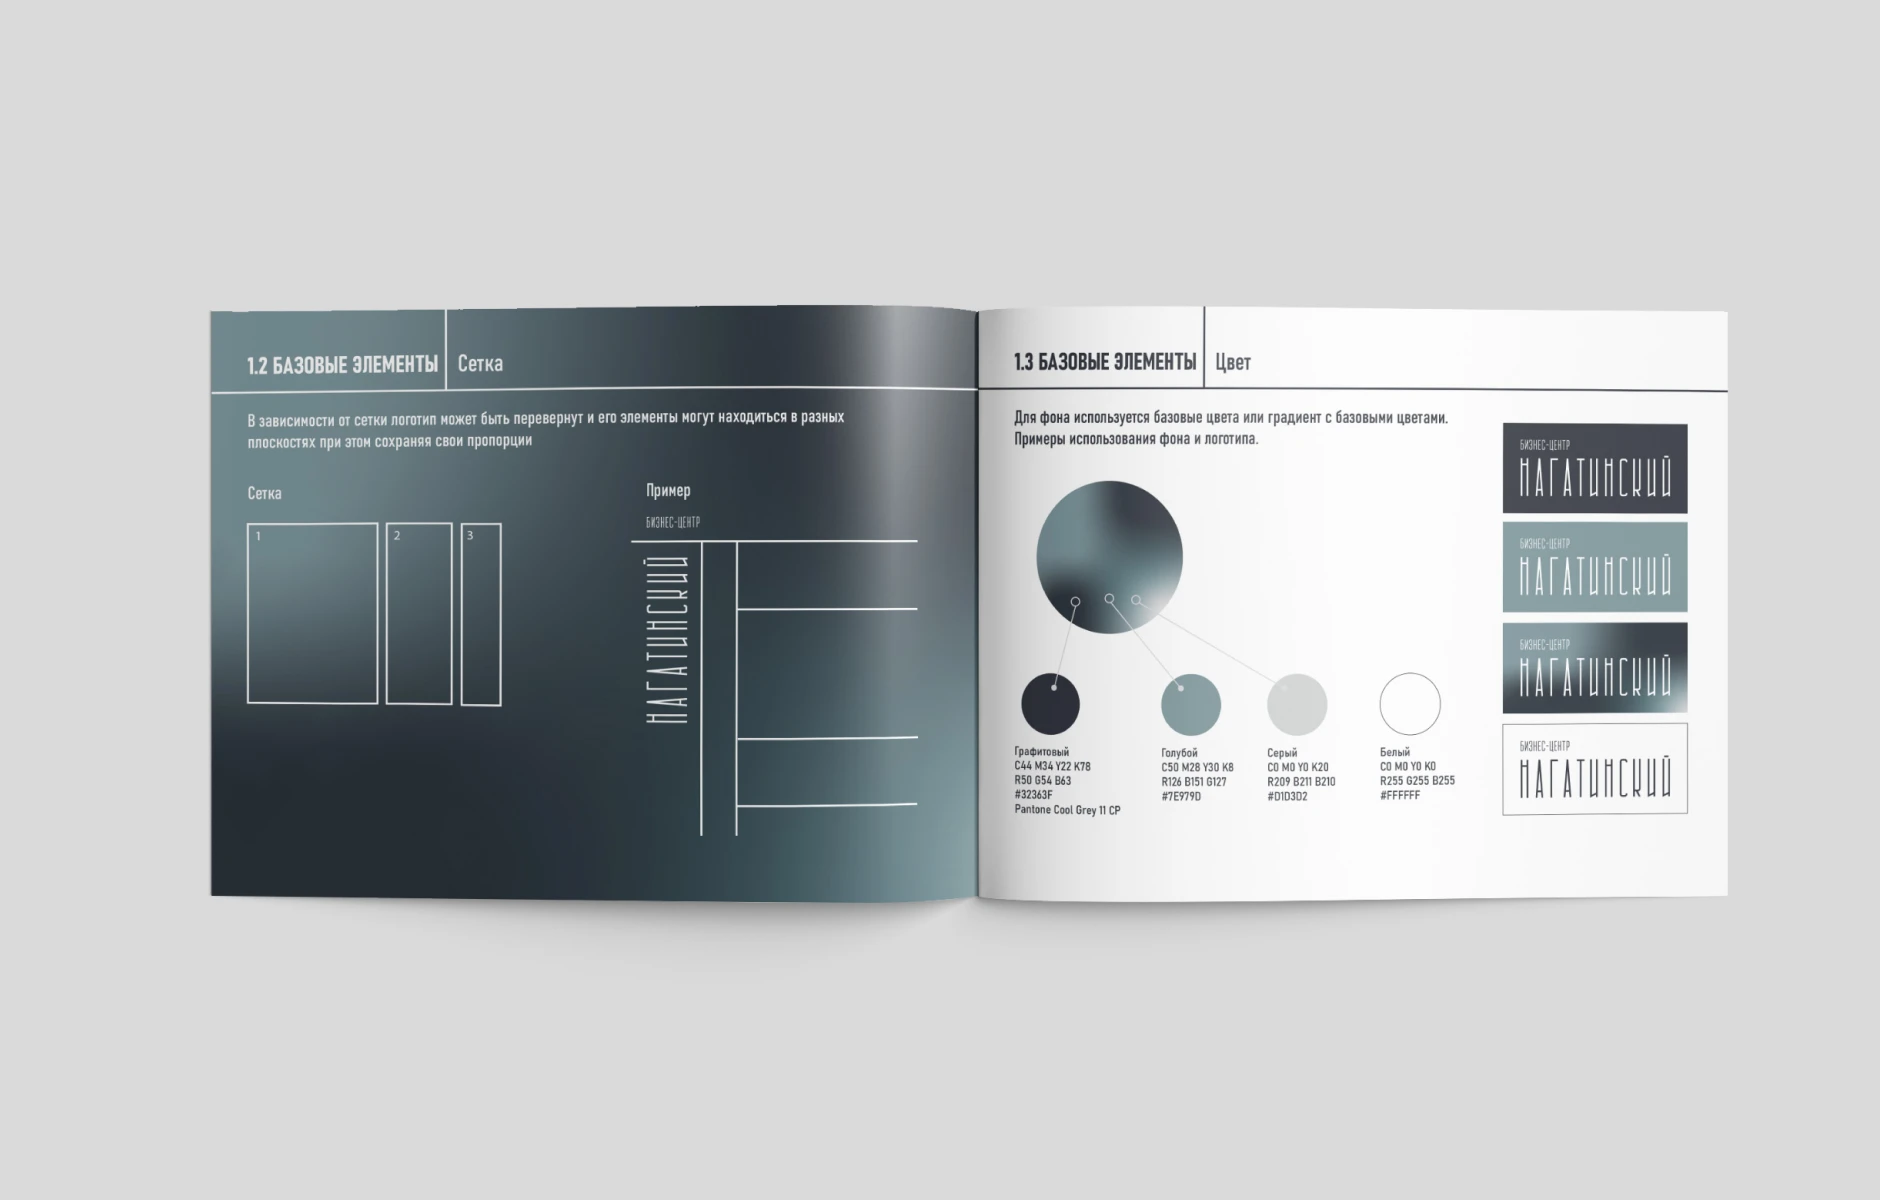 1.2 БАЗОВЫЕ ЭЛЕМЕНТЫ
Сетка
В зависимости от сетки логотип может быть перевернут и его элементы могут находиться в разных
плоскостях при этом сохраняя свои пропорции
Сетка
1
2
3
Пример
БИЗНЕС-ЦЕНТР
НАГАТИНСКИЙ
1.3 БАЗОВЫЕ ЭЛЕМЕНТЫ
Цвет
Для фона используется базовые цвета или градиент с базовыми цветами.
Примеры использования фона и логотипа.
Графитовый
C44 M34 Y22 K78
R50 G54 B63
#32363F
Pantone Cool Grey 11 CP
Голубой
C50 M28 Y30 K8
R126 B151 G127
#7E979D
Серый
C0 M0 Y0 K20
R209 B211 B210
#D1D3D2
Белый
C0 M0 Y0 K0
R255 G255 B255
#FFFFFF
БИЗНЕС-ЦЕНТР
НАГАТИНСКИЙ
БИЗНЕС-ЦЕНТР
НАГАТИНСКИЙ
БИЗНЕС-ЦЕНТР
НАГАТИНСКИЙ
БИЗНЕС-ЦЕНТР
НАГАТИНСКИЙ